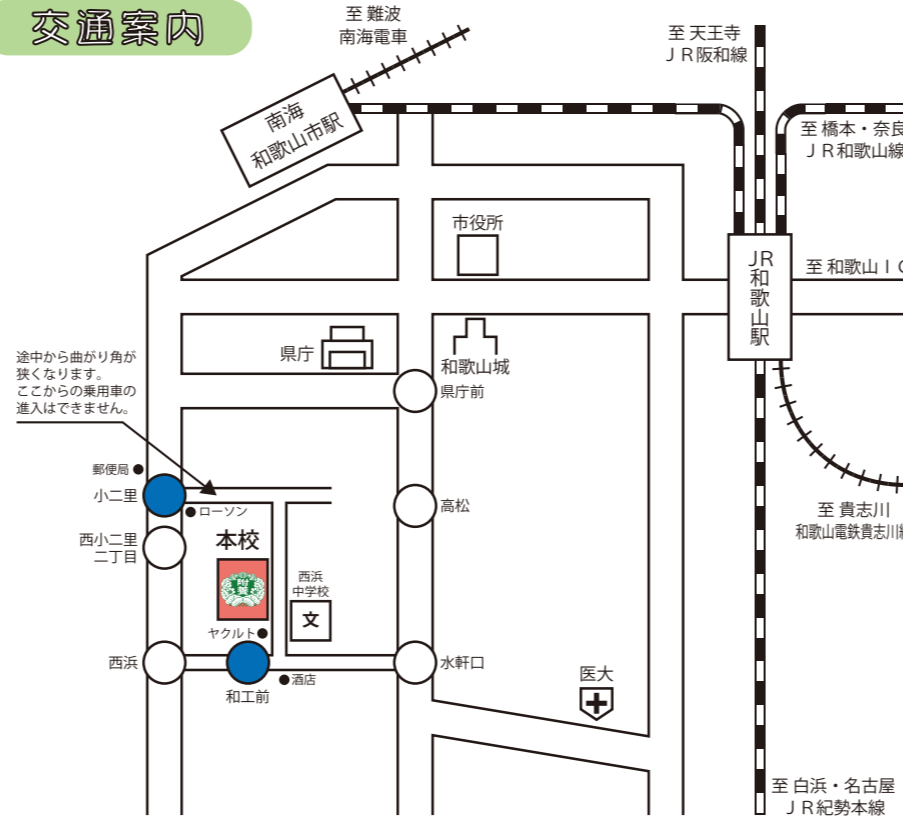 交通案内
至 難波
南海電車
至 天王寺
ＪＲ阪和線
南海
和歌山市駅
至 橋本・奈良
ＪＲ和歌山線
市役所
JR和歌山駅
至 和歌山ＩＣ
県庁
和歌山城
途中から曲がり角が
狭くなります。
ここからの乗用車の
進入はできません。
県庁前
郵便局
小二里
ローソン
高松
至 貴志川
和歌山電鉄貴志川線
西小二里
二丁目
本校
附養
西浜
中学校
文
ヤクルト
西浜
水軒口
和工前
酒店
医大
至 白浜・名古屋
ＪＲ紀勢本線